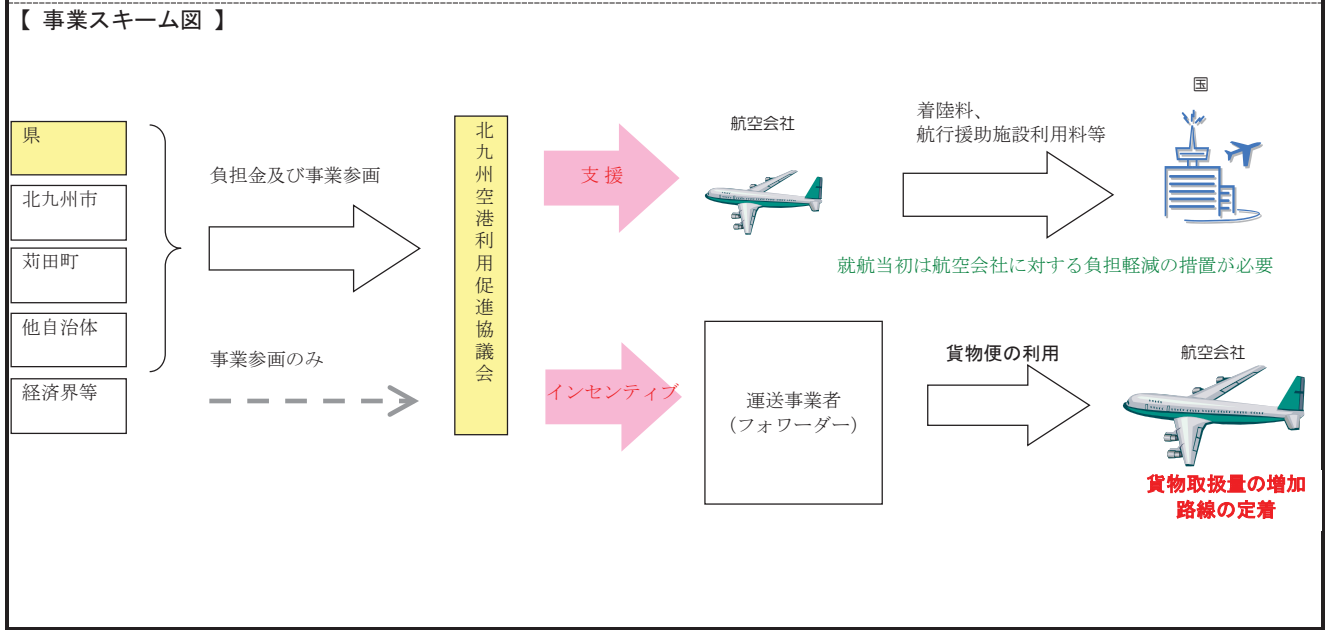 【 事業スキーム図 】
県
北九州市
苅田町
他自治体
経済界等
負担金及び事業参画
事業参画のみ
北九州空港利用促進協議会
支援
航空会社
着陸料、
航行援助施設利用料等
国
就航当初は航空会社に対する負担軽減の措置が必要
インセンティブ
運送事業者
(フォワーダー)
貨物便の利用
航空会社
貨物取扱量の増加
路線の定着